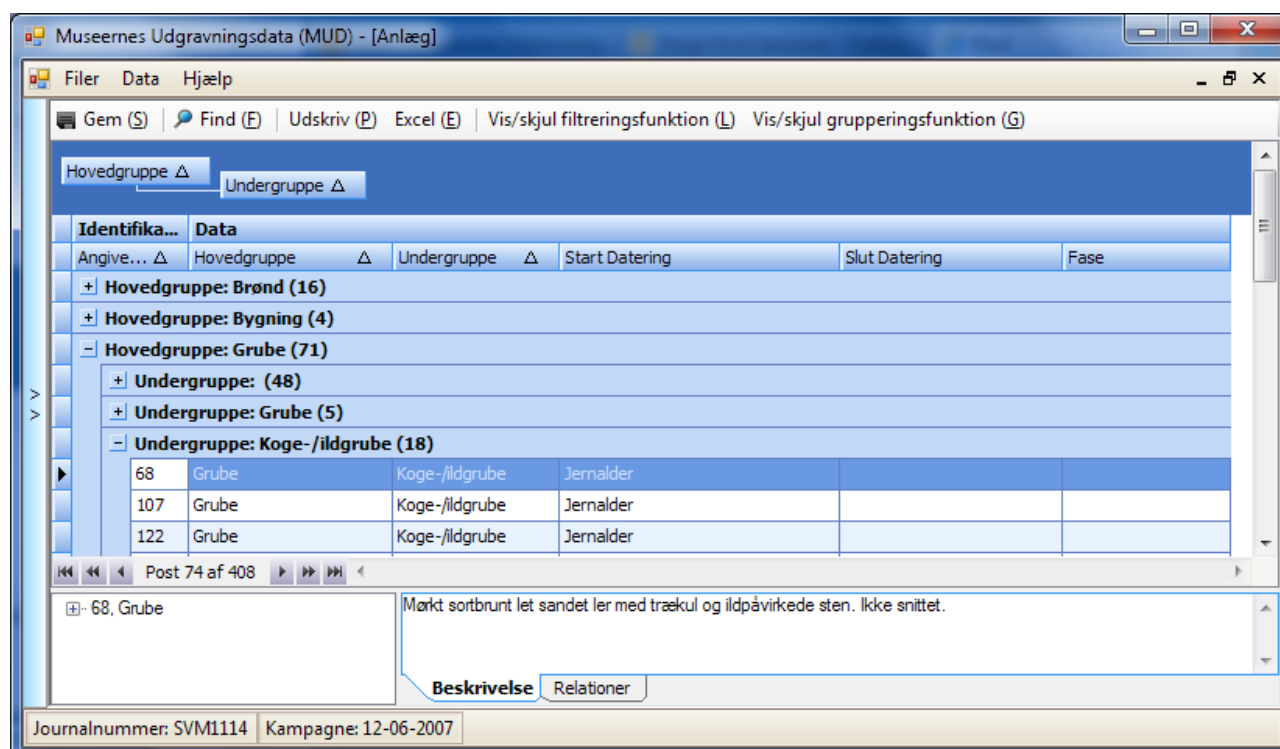 Museernes Udgravningsdata (MUD) - [Anlæg]
Filer Data Hjælp
Gem (S) Find (F) Udskriv (P) Excel (E) Vis/skjul filtreringsfunktion (L) Vis/skjul grupperingsfunktion (G)
Hovedgruppe
Undergruppe
Identifika... Data
Angive... Hovedgruppe Undergruppe Start Datering Slut Datering Fase
Hovedgruppe: Brønd (16)
Hovedgruppe: Bygning (4)
Hovedgruppe: Grube (71)
Undergruppe: (48)
Undergruppe: Grube (5)
Undergruppe: Koge-/ildgrube (18)
68 Grube Koge-/ildgrube Jernalder
107 Grube Koge-/ildgrube Jernalder
122 Grube Koge-/ildgrube Jernalder
Post 74 af 408
68, Grube
Mørkt sortbrunt let sandet ler med trækul og ildpåvirkede sten. Ikke snittet.
Beskrivelse Relationer
Journalnummer: SVM1114 Kampagne: 12-06-2007